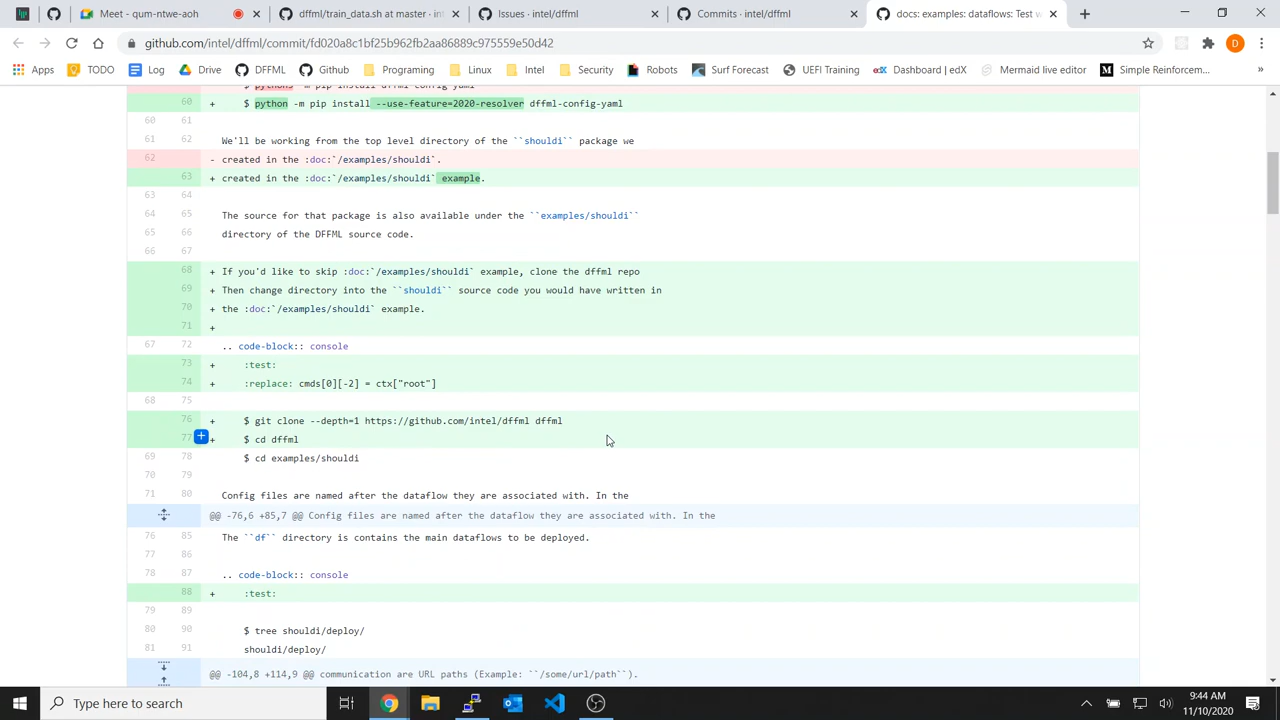 Meet - qum-ntwe-aoh
dffml/train_data.sh at master · int
Issues · intel/dffml
Commits · intel/dffml
docs: examples: dataflows: Test w
github.com/intel/dffml/commit/fd020a8c1bf25b962fb2aa86889c975559e50d42
D
Apps
TODO
Log
Drive
DFFML
Github
Programing
Linux
Intel
Security
Robots
Surf Forecast
UEFI Training
edX Dashboard | edX
Mermaid live editor
M Simple Reinforcem...
»
$ python3 -m pip install dffml-config-yaml
60 + $ python -m pip install --use-feature=2020-resolver dffml-config-yaml
60 61
61 62 We'll be working from the top level directory of the ``shouldi`` package we
62 - created in the :doc:`/examples/shouldi`.
63 + created in the :doc:`/examples/shouldi` example.
63 64
64 65 The source for that package is also available under the ``examples/shouldi``
65 66 directory of the DFFML source code.
66 67
68 + If you'd like to skip :doc:`/examples/shouldi` example, clone the dffml repo
69 + Then change directory into the ``shouldi`` source code you would have written in
70 + the :doc:`/examples/shouldi` example.
71 +
67 72 .. code-block:: console
73 + :test:
74 + :replace: cmds[0][-2] = ctx["root"]
68 75
76 + $ git clone --depth=1 https://github.com/intel/dffml dffml
77 + $ cd dffml
69 78 $ cd examples/shouldi
70 79
71 80 Config files are named after the dataflow they are associated with. In the
@@ -76,6 +85,7 @@ Config files are named after the dataflow they are associated with. In the
76 85 The ``df`` directory is contains the main dataflows to be deployed.
77 86
78 87 .. code-block:: console
88 + :test:
79 89
80 90 $ tree shouldi/deploy/
81 91 shouldi/deploy/
@@ -104,8 +114,9 @@ communication are URL paths (Example: ``/some/url/path``).
Type here to search
9:44 AM
11/10/2020